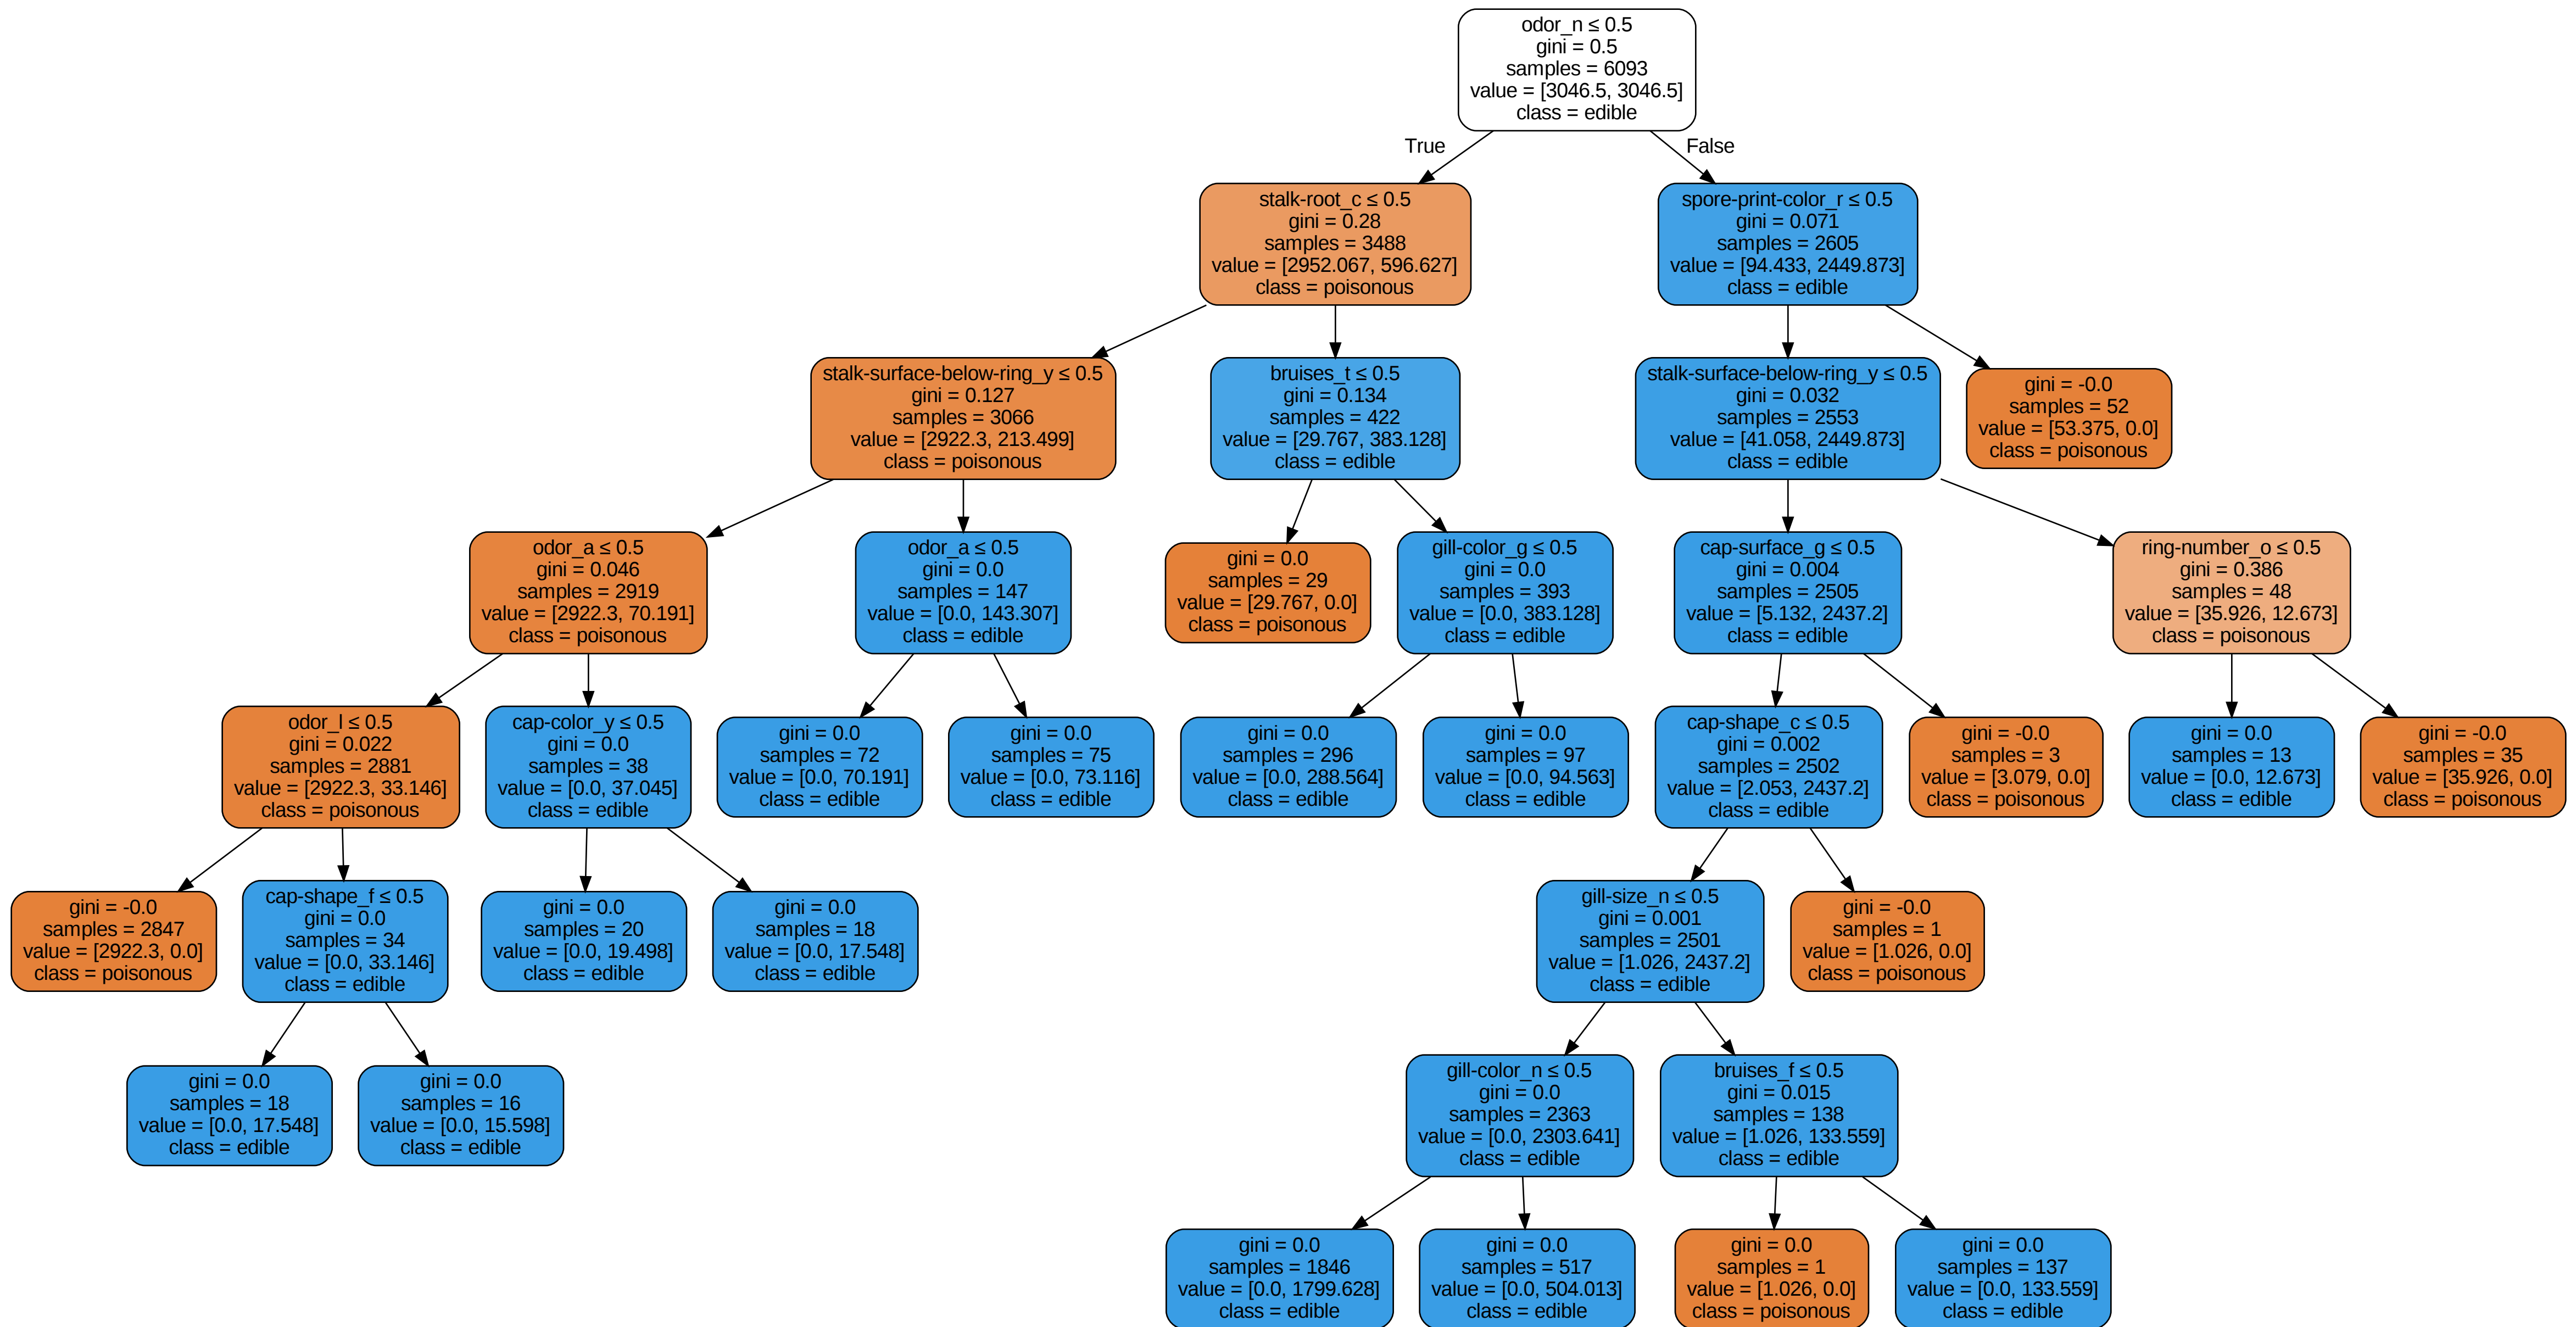 odor_n ≤ 0.5
gini = 0.5
samples = 6093
value = [3046.5, 3046.5]
class = edible
True
False
stalk-root_c ≤ 0.5
gini = 0.28
samples = 3488
value = [2952.067, 596.627]
class = poisonous
spore-print-color_r ≤ 0.5
gini = 0.071
samples = 2605
value = [94.433, 2449.873]
class = edible
stalk-surface-below-ring_y ≤ 0.5
gini = 0.127
samples = 3066
value = [2922.3, 213.499]
class = poisonous
bruises_t ≤ 0.5
gini = 0.134
samples = 422
value = [29.767, 383.128]
class = edible
stalk-surface-below-ring_y ≤ 0.5
gini = 0.032
samples = 2553
value = [41.058, 2449.873]
class = edible
gini = -0.0
samples = 52
value = [53.375, 0.0]
class = poisonous
odor_a ≤ 0.5
gini = 0.046
samples = 2919
value = [2922.3, 70.191]
class = poisonous
odor_a ≤ 0.5
gini = 0.0
samples = 147
value = [0.0, 143.307]
class = edible
gini = 0.0
samples = 29
value = [29.767, 0.0]
class = poisonous
gill-color_g ≤ 0.5
gini = 0.0
samples = 393
value = [0.0, 383.128]
class = edible
cap-surface_g ≤ 0.5
gini = 0.004
samples = 2505
value = [5.132, 2437.2]
class = edible
ring-number_o ≤ 0.5
gini = 0.386
samples = 48
value = [35.926, 12.673]
class = poisonous
odor_l ≤ 0.5
gini = 0.022
samples = 2881
value = [2922.3, 33.146]
class = poisonous
cap-color_y ≤ 0.5
gini = 0.0
samples = 38
value = [0.0, 37.045]
class = edible
gini = 0.0
samples = 72
value = [0.0, 70.191]
class = edible
gini = 0.0
samples = 75
value = [0.0, 73.116]
class = edible
gini = 0.0
samples = 296
value = [0.0, 288.564]
class = edible
gini = 0.0
samples = 97
value = [0.0, 94.563]
class = edible
cap-shape_c ≤ 0.5
gini = 0.002
samples = 2502
value = [2.053, 2437.2]
class = edible
gini = -0.0
samples = 3
value = [3.079, 0.0]
class = poisonous
gini = 0.0
samples = 13
value = [0.0, 12.673]
class = edible
gini = -0.0
samples = 35
value = [35.926, 0.0]
class = poisonous
gini = -0.0
samples = 2847
value = [2922.3, 0.0]
class = poisonous
cap-shape_f ≤ 0.5
gini = 0.0
samples = 34
value = [0.0, 33.146]
class = edible
gini = 0.0
samples = 20
value = [0.0, 19.498]
class = edible
gini = 0.0
samples = 18
value = [0.0, 17.548]
class = edible
gill-size_n ≤ 0.5
gini = 0.001
samples = 2501
value = [1.026, 2437.2]
class = edible
gini = -0.0
samples = 1
value = [1.026, 0.0]
class = poisonous
gini = 0.0
samples = 18
value = [0.0, 17.548]
class = edible
gini = 0.0
samples = 16
value = [0.0, 15.598]
class = edible
gill-color_n ≤ 0.5
gini = 0.0
samples = 2363
value = [0.0, 2303.641]
class = edible
bruises_f ≤ 0.5
gini = 0.015
samples = 138
value = [1.026, 133.559]
class = edible
gini = 0.0
samples = 1846
value = [0.0, 1799.628]
class = edible
gini = 0.0
samples = 517
value = [0.0, 504.013]
class = edible
gini = 0.0
samples = 1
value = [1.026, 0.0]
class = poisonous
gini = 0.0
samples = 137
value = [0.0, 133.559]
class = edible